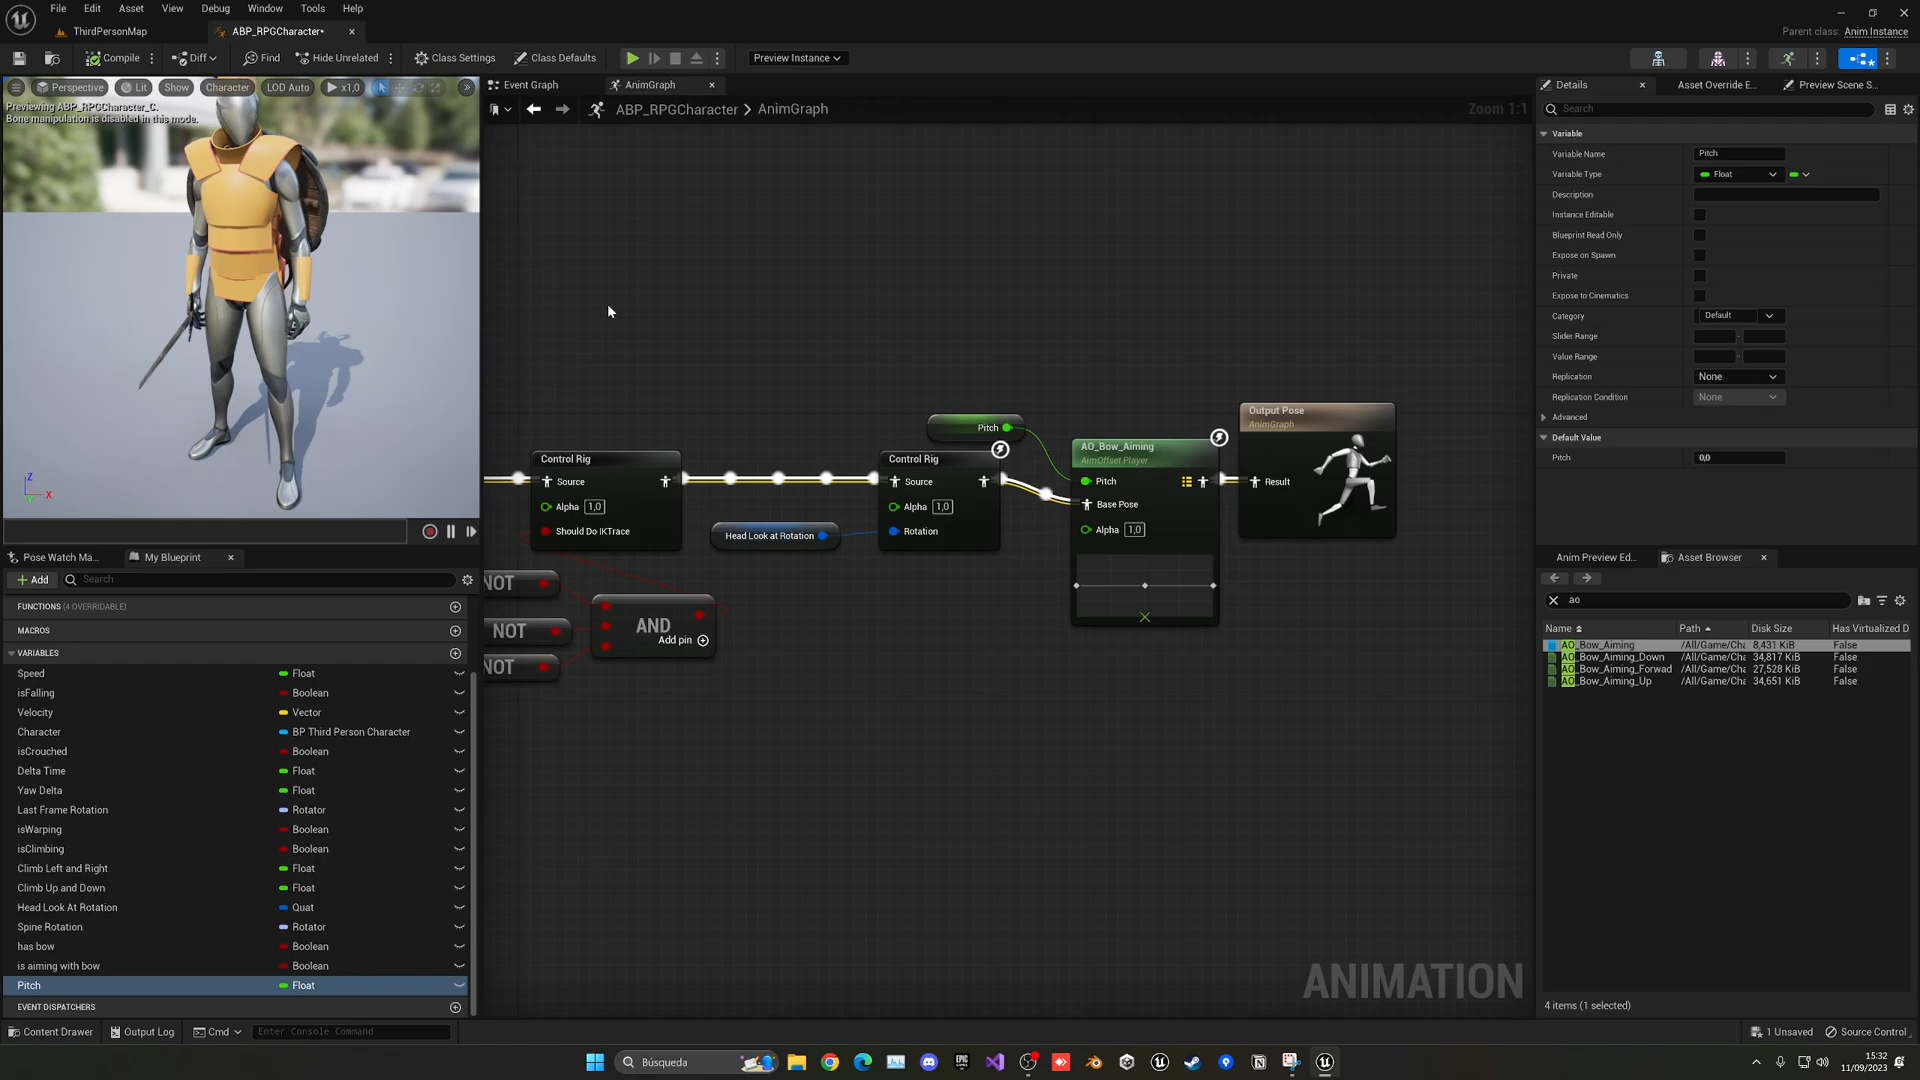 File Edit Asset View Debug Window Tools Help
ThirdPersonMap
ABP_RPGCharacter*
Parent class: Anim Instance
Compile
Diff
Find
Hide Unrelated
Class Settings
Class Defaults
Preview Instance
Perspective
Lit
Show
Character
LOD Auto
x1,0
Previewing ABP_RPGCharacter_C.
Bone manipulation is disabled in this mode.
Z
X
Event Graph
AnimGraph
ABP_RPGCharacter > AnimGraph
Zoom 1:1
Pitch
Control Rig
Source
Alpha 1,0
Should Do IKTrace
Head Look at Rotation
Control Rig
Source
Alpha 1,0
Rotation
AO_Bow_Aiming
AimOffset Player
Pitch
Base Pose
Alpha 1,0
Output Pose
AnimGraph
Result
NOT
NOT
NOT
AND
Add pin
ANIMATION
Pose Watch Ma...
My Blueprint
Add
Search
FUNCTIONS (4 OVERRIDABLE)
MACROS
VARIABLES
Speed Float
isFalling Boolean
Velocity Vector
Character BP Third Person Character
isCrouched Boolean
Delta Time Float
Yaw Delta Float
Last Frame Rotation Rotator
isWarping Boolean
isClimbing Boolean
Climb Left and Right Float
Climb Up and Down Float
Head Look At Rotation Quat
Spine Rotation Rotator
has bow Boolean
is aiming with bow Boolean
Pitch Float
EVENT DISPATCHERS
Details
Asset Override E...
Preview Scene S...
Search
Variable
Variable Name Pitch
Variable Type Float
Description
Instance Editable
Blueprint Read Only
Expose on Spawn
Private
Expose to Cinematics
Category Default
Slider Range
Value Range
Replication None
Replication Condition None
Advanced
Default Value
Pitch 0,0
Anim Preview Ed...
Asset Browser
ao
Name Path Disk Size Has Virtualized D
AO_Bow_Aiming /All/Game/Cha 8,431 KiB False
AO_Bow_Aiming_Down /All/Game/Cha 34,817 KiB False
AO_Bow_Aiming_Forwad /All/Game/Cha 27,528 KiB False
AO_Bow_Aiming_Up /All/Game/Cha 34,651 KiB False
4 items (1 selected)
Content Drawer
Output Log
Cmd
Enter Console Command
1 Unsaved
Source Control
Búsqueda
15:32
11/09/2023